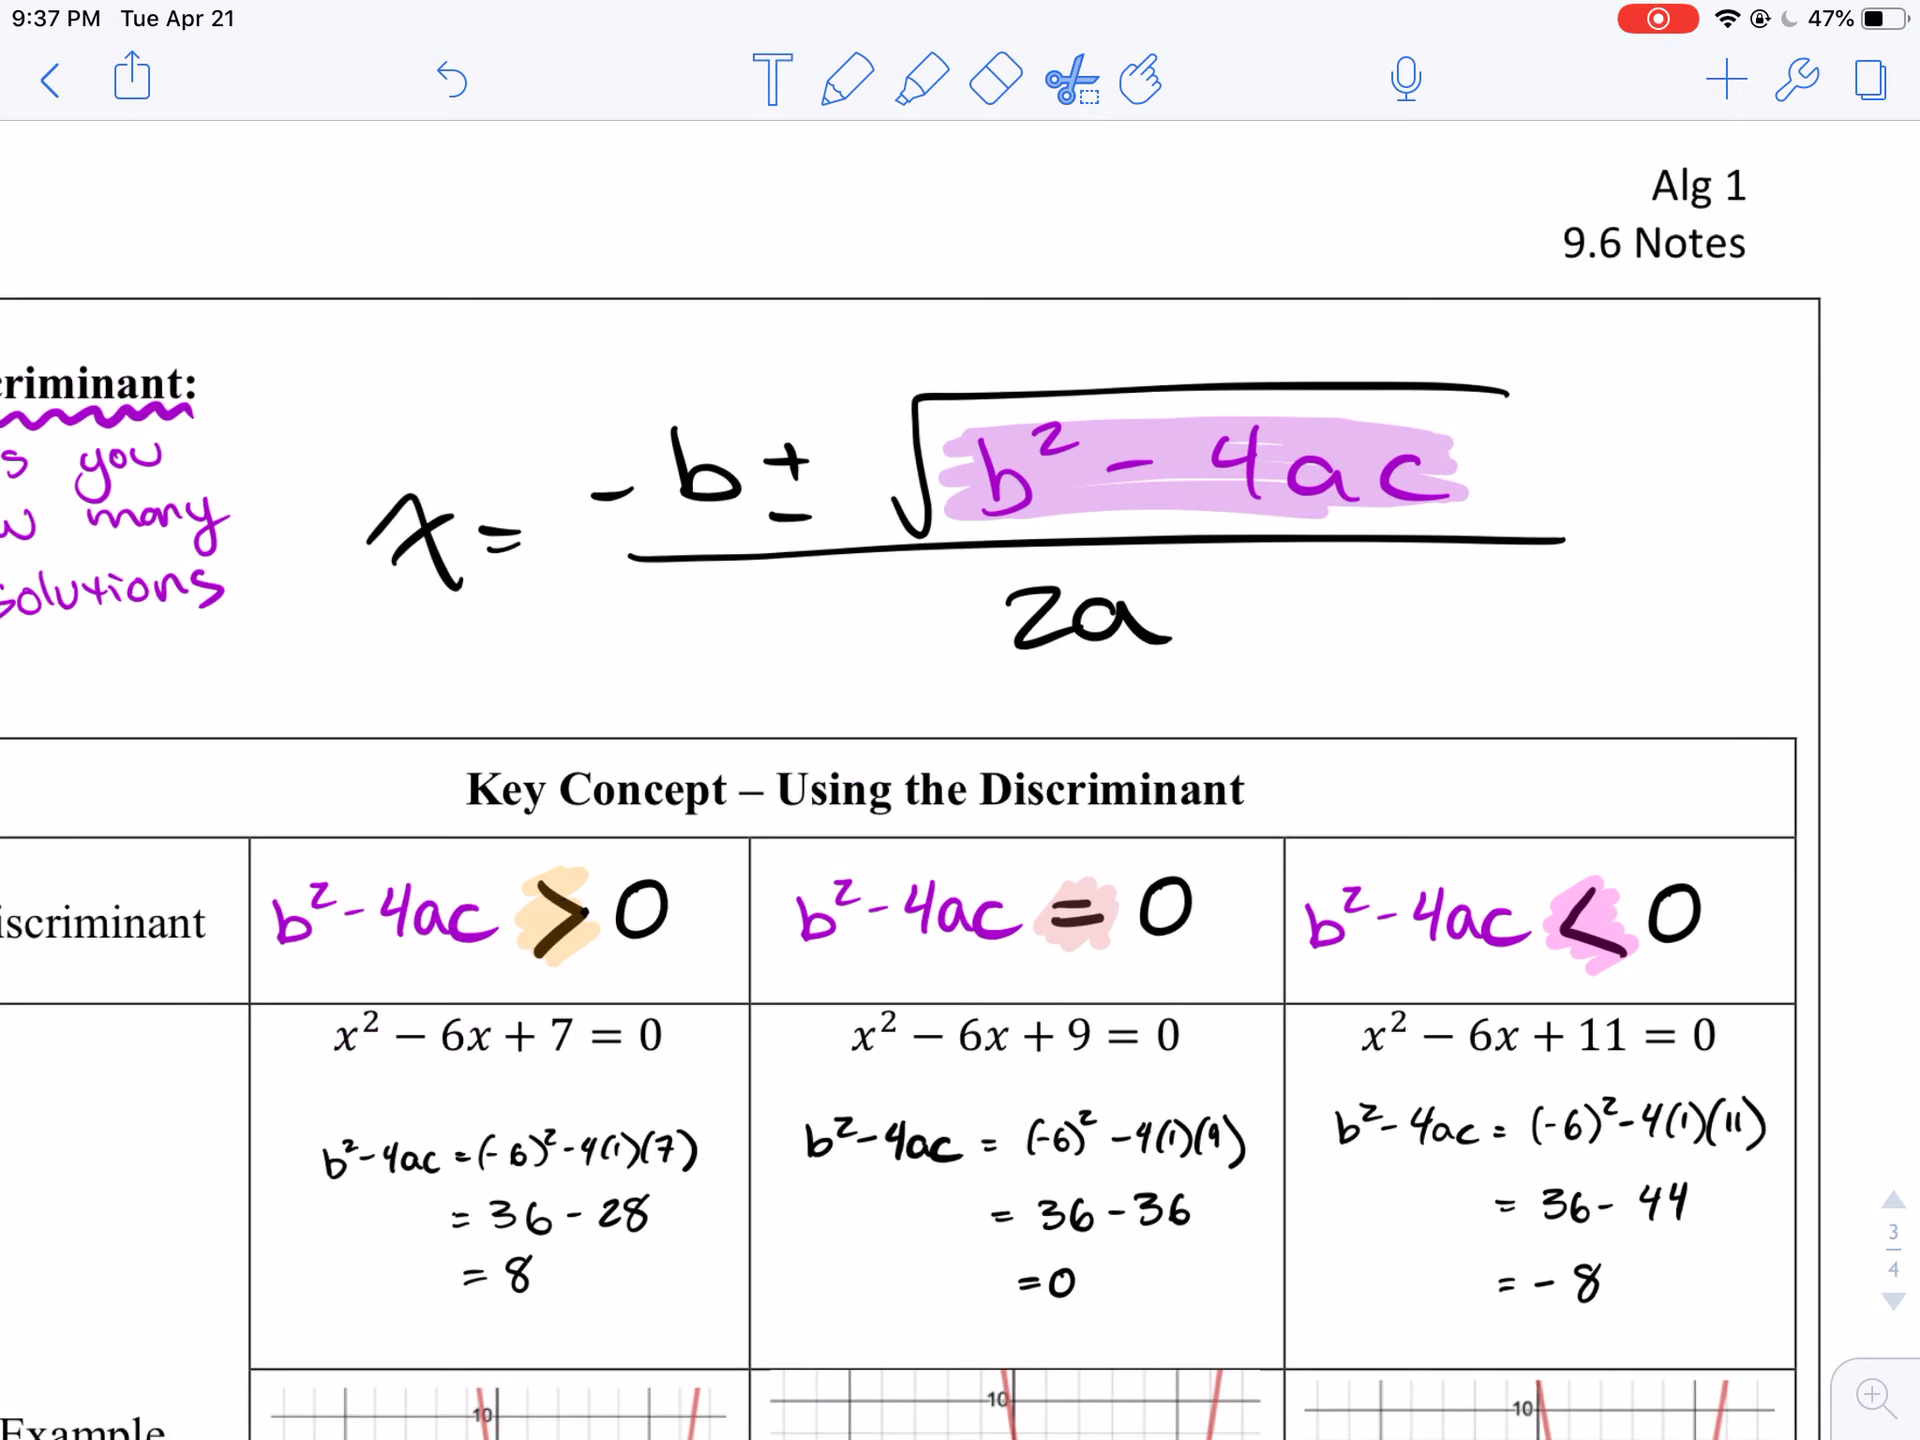 9:37 PM Tue Apr 21
47%
T
Alg 1
9.6 Notes
criminant:
s you
w many
solutions
x = -b ± √b² - 4ac
2a
Key Concept – Using the Discriminant
iscriminant
b² - 4ac > 0
b² - 4ac = 0
b² - 4ac < 0
x² − 6x + 7 = 0
b² - 4ac = (-6)² - 4(1)(7)
= 36 - 28
= 8
x² − 6x + 9 = 0
b² - 4ac = (-6)² - 4(1)(9)
= 36 - 36
= 0
x² − 6x + 11 = 0
b² - 4ac = (-6)² - 4(1)(11)
= 36 - 44
= - 8
3
4
Example
10
10
10